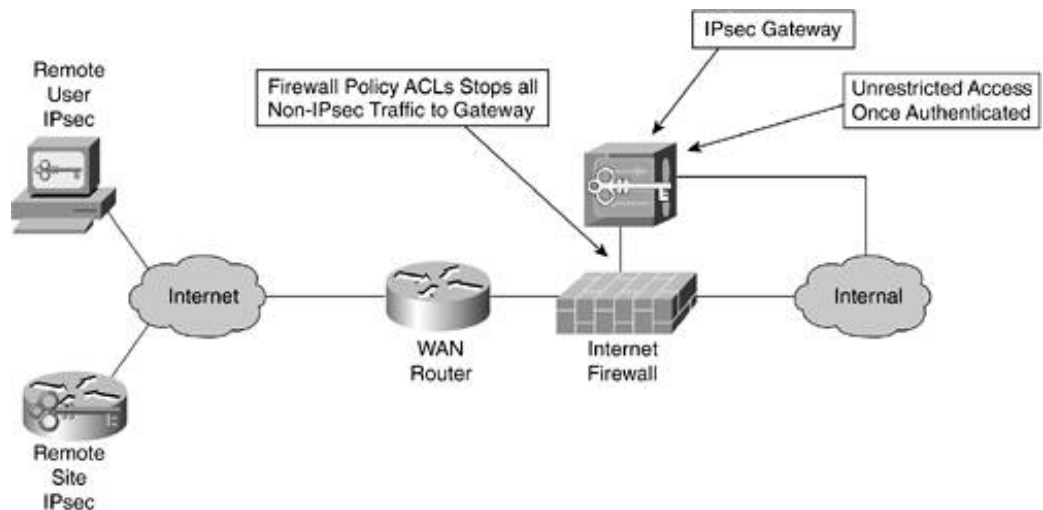 IPsec Gateway
Remote
User
IPsec
Firewall Policy ACLs Stops all
Non-IPsec Traffic to Gateway
Unrestricted Access
Once Authenticated
Internet
WAN
Router
Internet
Firewall
Internal
Remote
Site
IPsec